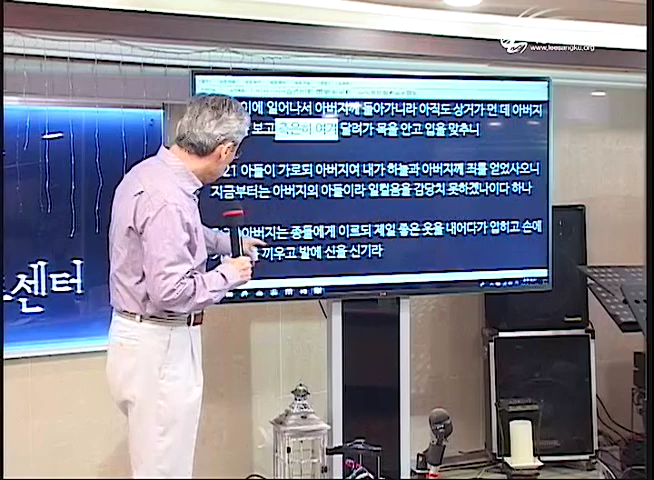 www.leesangku.org
이에 일어나서 아버지께 돌아가니라 아직도 상거가 먼 데 아버지
보고 측은히 여겨 달려가 목을 안고 입을 맞추니
21 아들이 가로되 아버지여 내가 하늘과 아버지께 죄를 얻었사오니
지금부터는 아버지의 아들이라 일컬음을 감당치 못하겠나이다 하나
아버지는 종들에게 이르되 제일 좋은 옷을 내어다가 입히고 손에
끼우고 발에 신을 신기라
센터